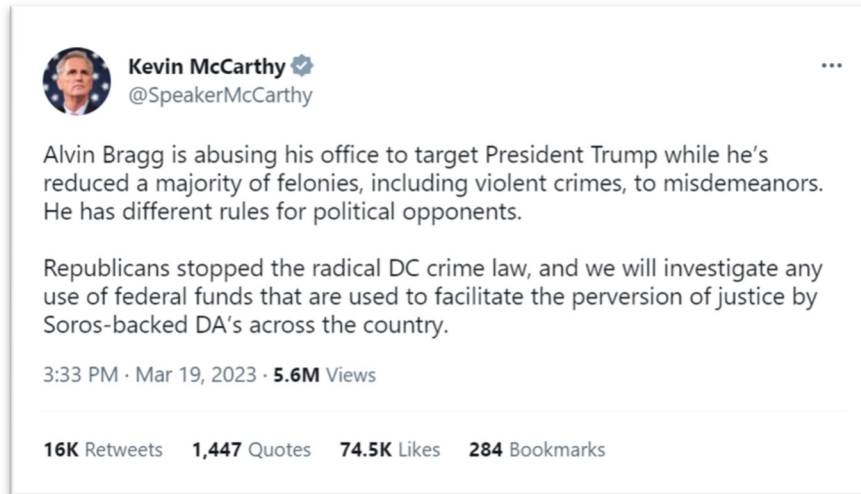 Kevin McCarthy
@SpeakerMcCarthy
Alvin Bragg is abusing his office to target President Trump while he’s
reduced a majority of felonies, including violent crimes, to misdemeanors.
He has different rules for political opponents.
Republicans stopped the radical DC crime law, and we will investigate any
use of federal funds that are used to facilitate the perversion of justice by
Soros-backed DA’s across the country.
3:33 PM · Mar 19, 2023 · 5.6M Views
16K Retweets 1,447 Quotes 74.5K Likes 284 Bookmarks